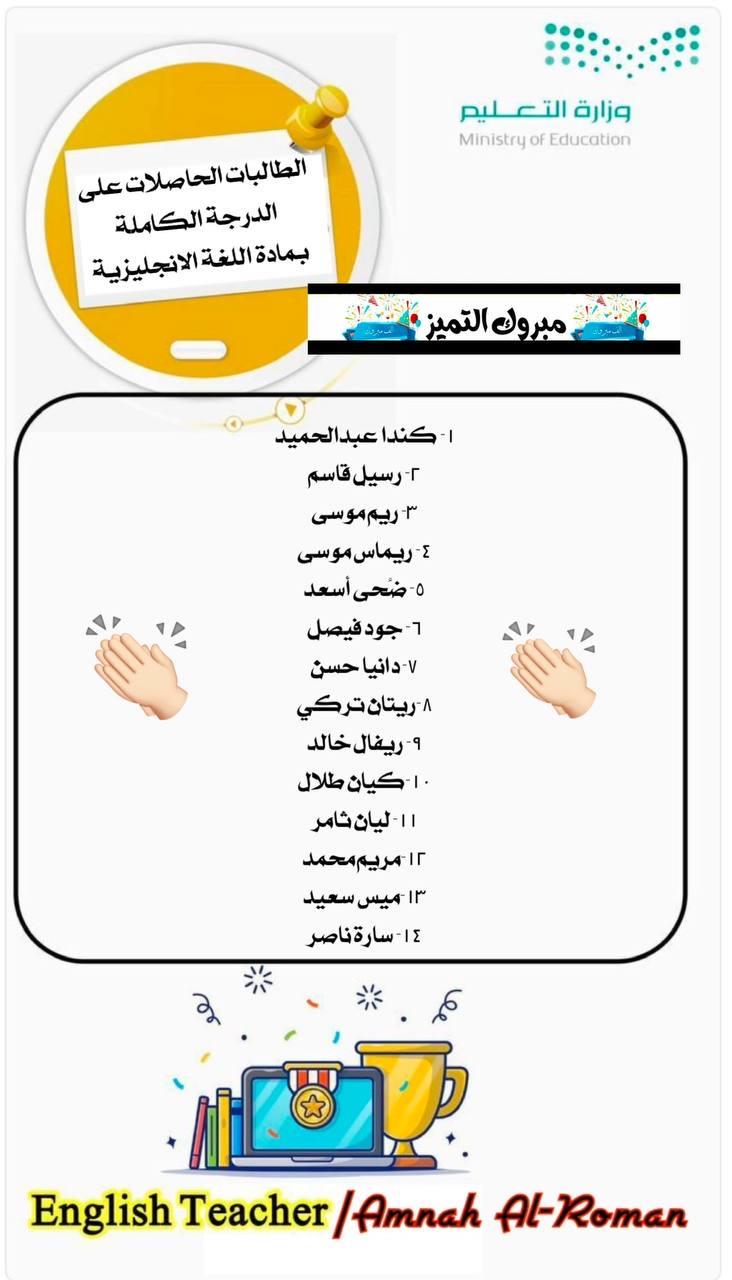 وزارة التعليم
Ministry of Education
الطالبات الحاصلات على
الدرجة الكاملة
بمادة اللغة الانجليزية
مبروك التميز
١- كندا عبدالحميد
٢- رسيل قاسم
٣- ريم موسى
٤- ريماس موسى
٥- ضحى أسعد
٦- جود فيصل
٧- دانيا حسن
٨- ريتان تركي
٩- ريفال خالد
١٠- كيان طلال
١١- ليان ثامر
١٢- مريم محمد
١٣- ميس سعيد
١٤- سارة ناصر
English Teacher /Amnah Al-Roman